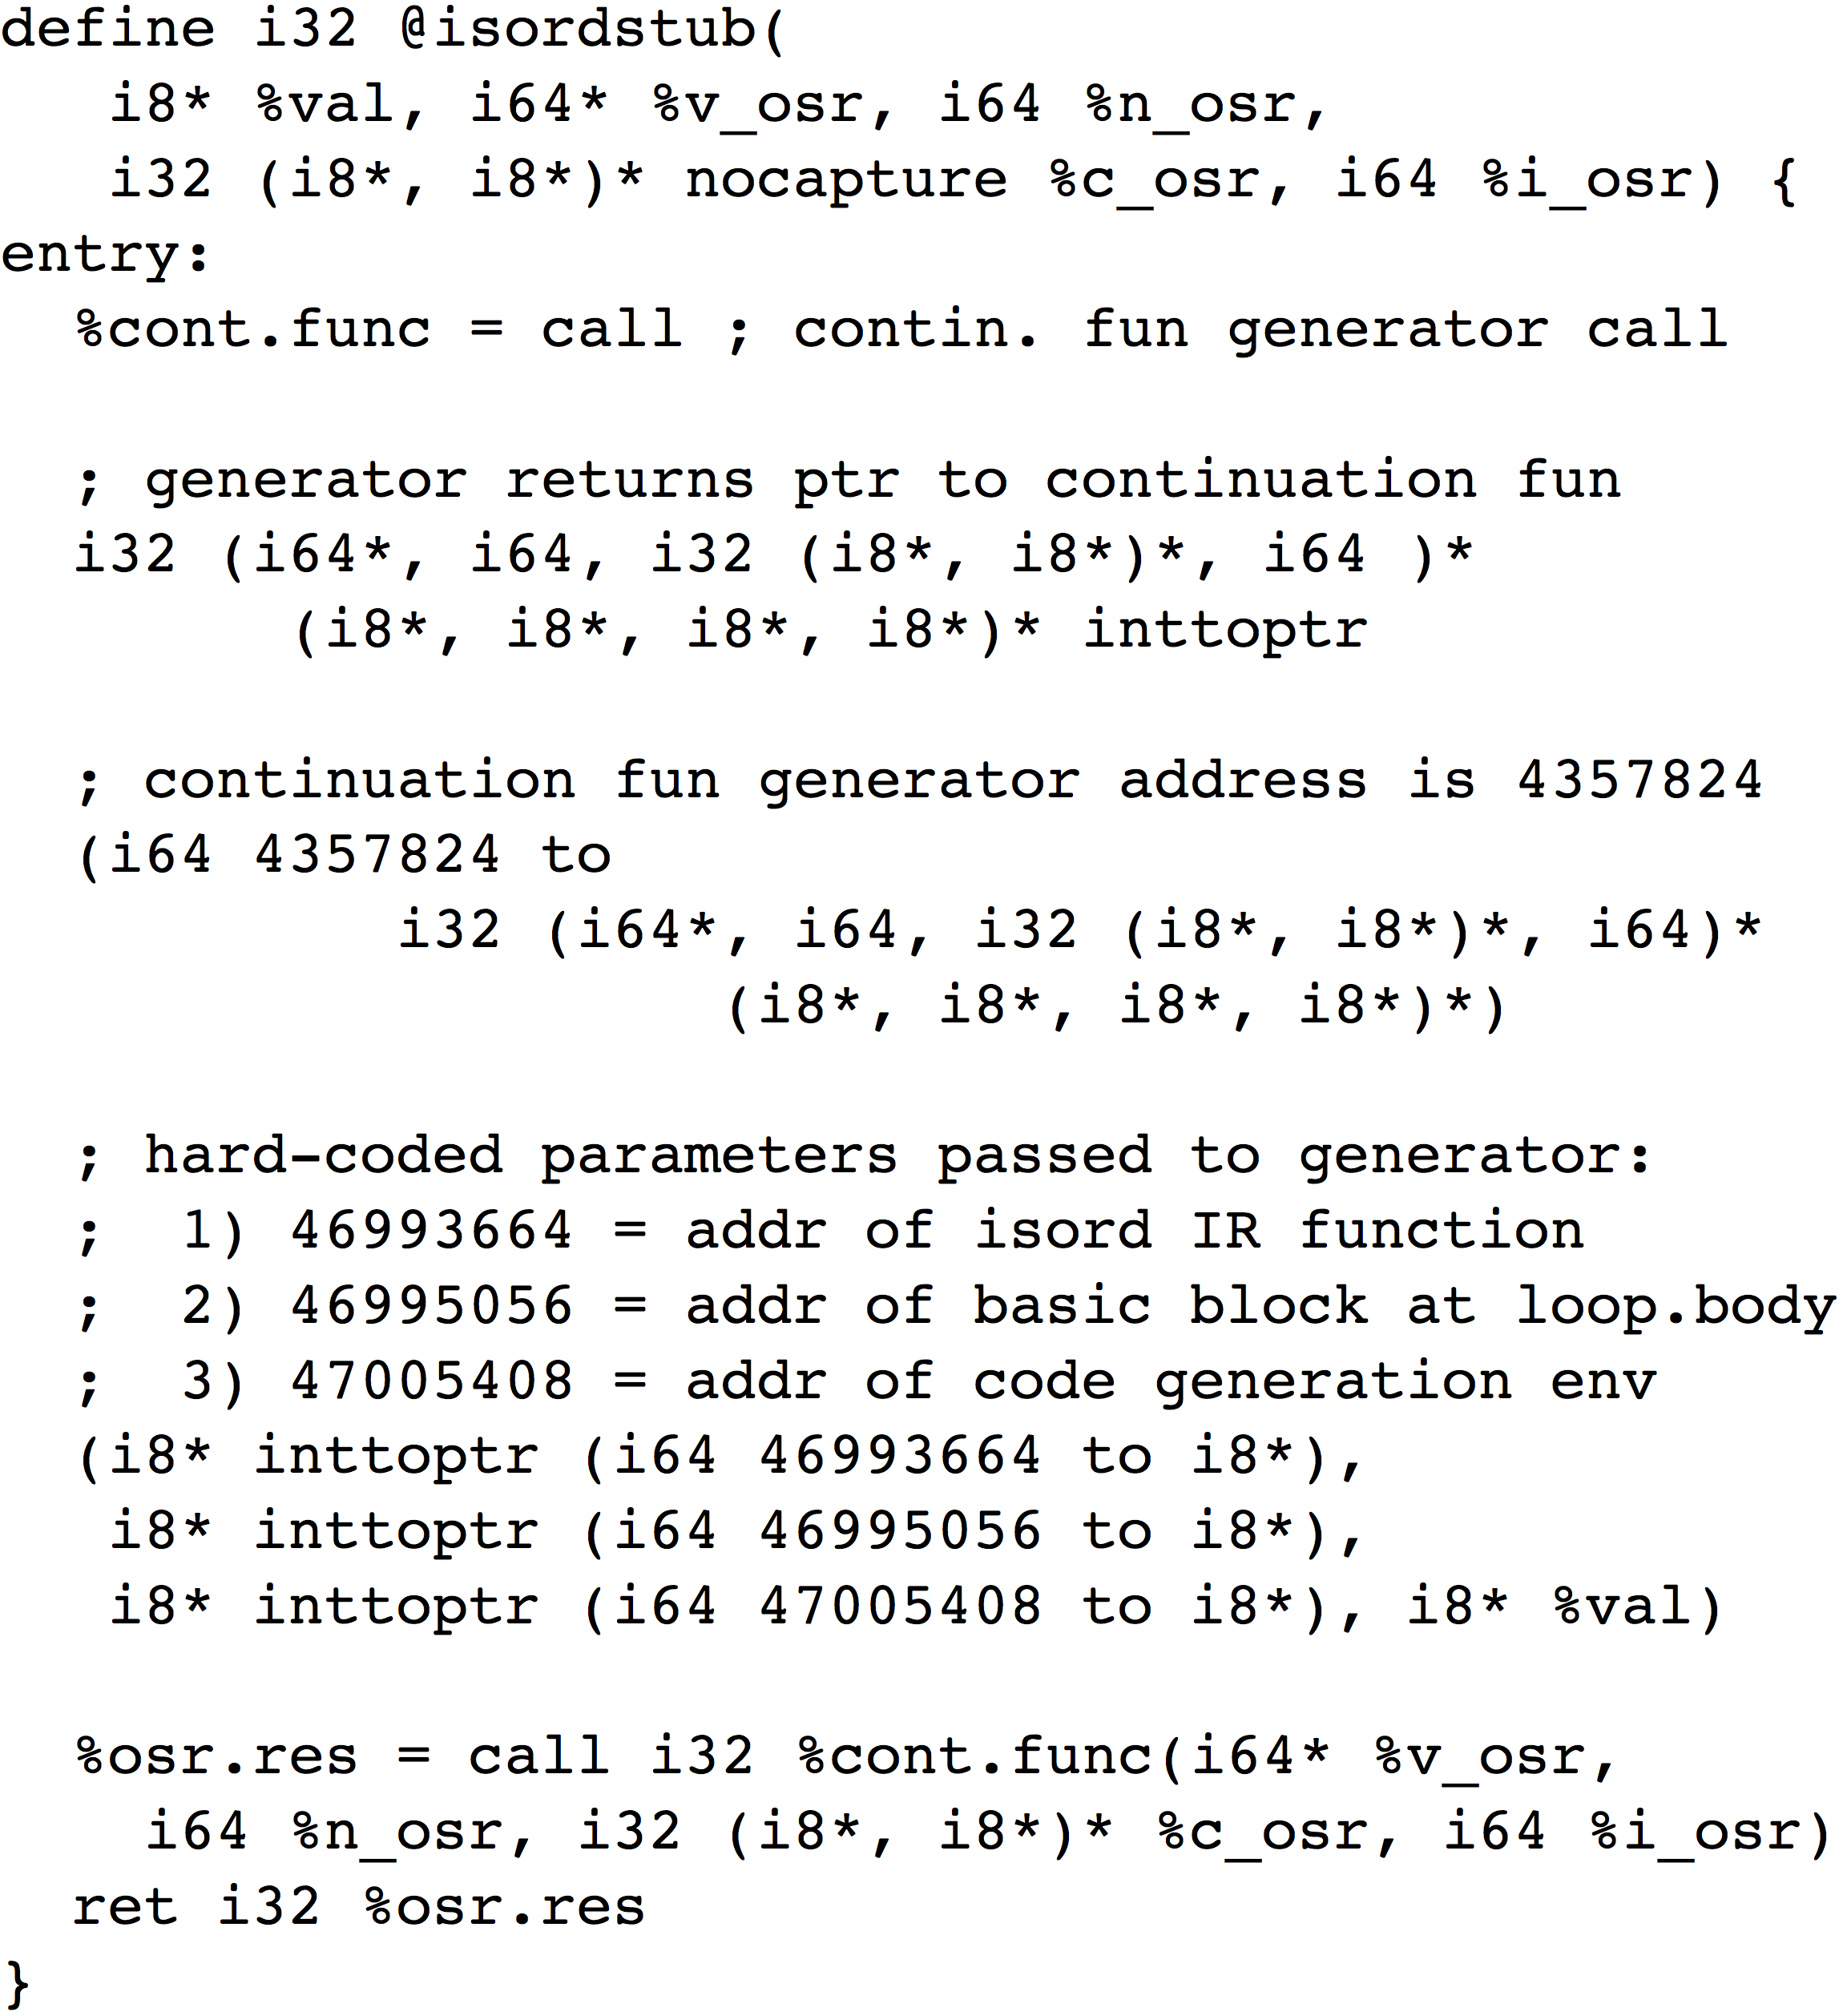 define i32 @isordstub(
i8* %val, i64* %v_osr, i64 %n_osr,
i32 (i8*, i8*)* nocapture %c_osr, i64 %i_osr) {
entry:
%cont.func = call ; contin. fun generator call
; generator returns ptr to continuation fun
i32 (i64*, i64, i32 (i8*, i8*)*, i64 )*
(i8*, i8*, i8*, i8*)* inttoptr
; continuation fun generator address is 4357824
(i64 4357824 to
i32 (i64*, i64, i32 (i8*, i8*)*, i64)*
(i8*, i8*, i8*, i8*)*)
; hard-coded parameters passed to generator:
;  1) 46993664 = addr of isord IR function
;  2) 46995056 = addr of basic block at loop.body
;  3) 47005408 = addr of code generation env
(i8* inttoptr (i64 46993664 to i8*),
i8* inttoptr (i64 46995056 to i8*),
i8* inttoptr (i64 47005408 to i8*), i8* %val)
%osr.res = call i32 %cont.func(i64* %v_osr,
i64 %n_osr, i32 (i8*, i8*)* %c_osr, i64 %i_osr)
ret i32 %osr.res
}